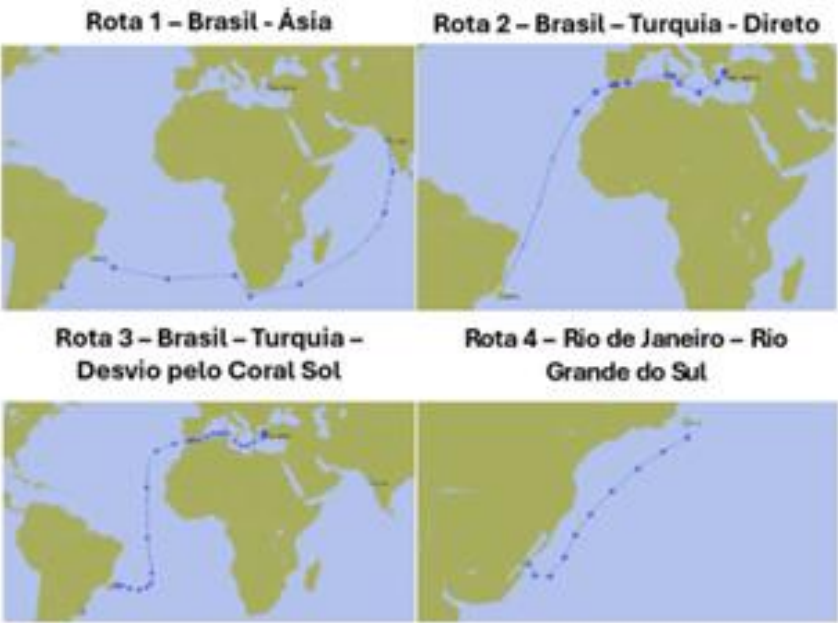 Rota 1 – Brasil - Ásia
Rota 2 – Brasil – Turquia - Direto
Rota 3 – Brasil – Turquia –
Desvio pelo Coral Sol
Rota 4 – Rio de Janeiro – Rio
Grande do Sul